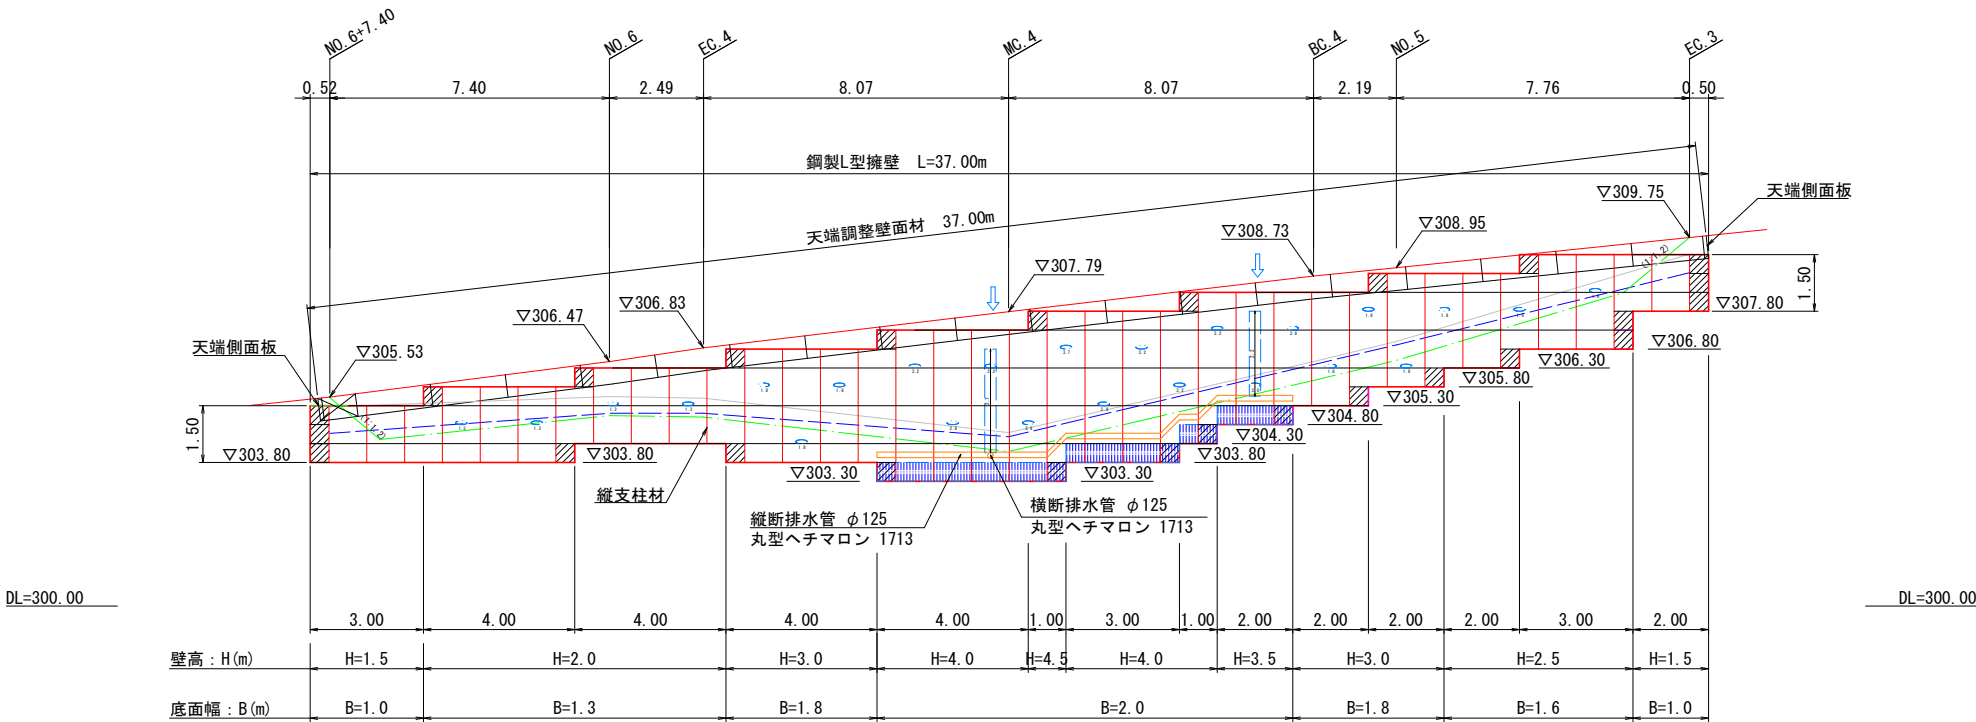 NO.6+7.40
NO.6
EC.4
MC.4
BC.4
NO.5
EC.3
0.52
7.40
2.49
8.07
8.07
2.19
7.76
0.50
鋼製L型擁壁 L=37.00m
天端調整壁面材 37.00m
天端側面板
▽309.75
▽308.95
▽308.73
▽307.79
▽306.83
▽306.47
▽305.53
天端側面板
(1:1.2)
(1:1.2)
1.50
1.50
▽307.80
▽306.80
▽306.30
▽305.80
▽305.30
▽304.80
▽304.30
▽303.80
▽303.30
▽303.30
▽303.80
▽303.80
縦支柱材
縦断排水管 φ125
丸型ヘチマロン 1713
横断排水管 φ125
丸型ヘチマロン 1713
DL=300.00
DL=300.00
3.00
4.00
4.00
4.00
4.00
1.00
3.00
1.00
2.00
2.00
2.00
2.00
3.00
2.00
壁高:H(m)
H=1.5
H=2.0
H=3.0
H=4.0
H=4.5
H=4.0
H=3.5
H=3.0
H=2.5
H=1.5
底面幅:B(m)
B=1.0
B=1.3
B=1.8
B=2.0
B=1.8
B=1.6
B=1.0